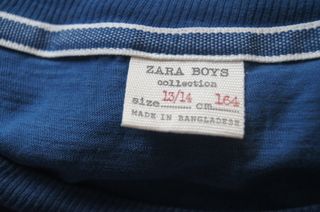 ZARA BOYS
collection
size 13/14 cm 164
MADE IN BANGLADESH